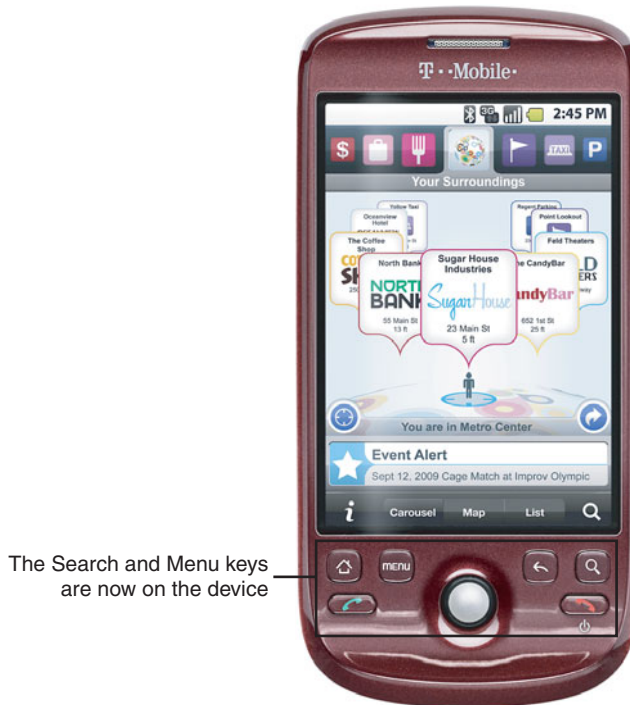 T··Mobile·
3G
2:45 PM
$
TAXI
P
Your Surroundings
Yellow Taxi
Oceanview
Hotel
The Coffee
Shop
North Bank
NORTH
BANK
55 Main St
13 ft
Sugar House
Industries
SugarHouse
23 Main St
5 ft
CandyBar
652 1st St
25 ft
Regent Parking
Point Lookout
Feld Theaters
You are in Metro Center
Event Alert
Sept 12, 2009 Cage Match at Improv Olympic
i
Carousel Map List
The Search and Menu keys
are now on the device
MENU